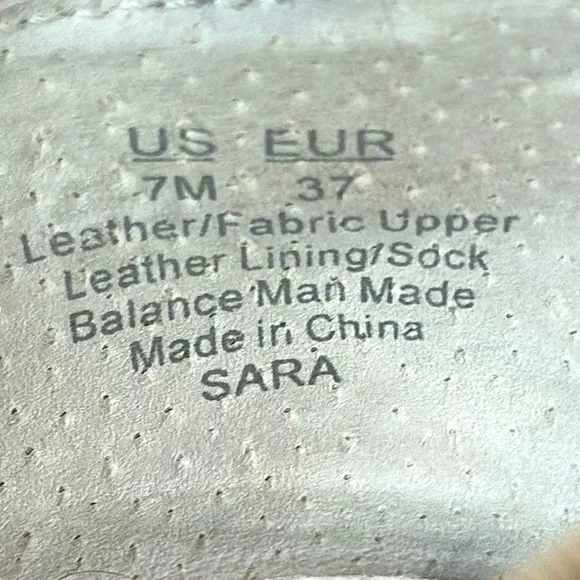 US EUR
7M 37
Leather/Fabric Upper
Leather Lining/Sock
Balance Man Made
Made in China
SARA